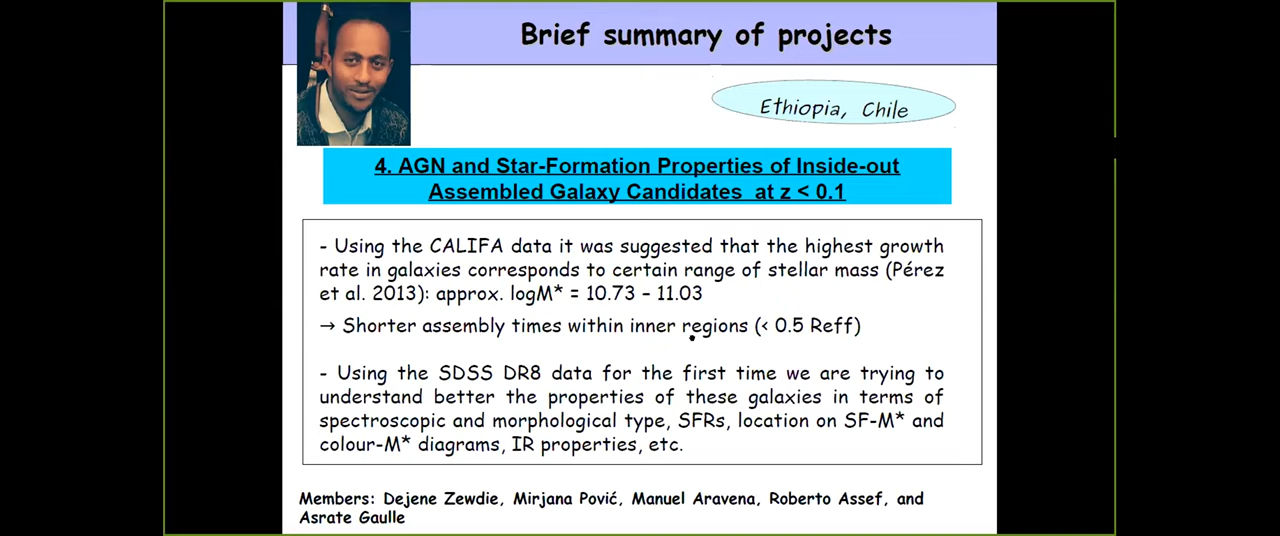 Brief summary of projects
Ethiopia, Chile
4. AGN and Star-Formation Properties of Inside-out
Assembled Galaxy Candidates at z < 0.1
- Using the CALIFA data it was suggested that the highest growth
rate in galaxies corresponds to certain range of stellar mass (Pérez
et al. 2013): approx. logM* = 10.73 – 11.03
→ Shorter assembly times within inner regions (< 0.5 Reff)
- Using the SDSS DR8 data for the first time we are trying to
understand better the properties of these galaxies in terms of
spectroscopic and morphological type, SFRs, location on SF-M* and
colour-M* diagrams, IR properties, etc.
Members: Dejene Zewdie, Mirjana Pović, Manuel Aravena, Roberto Assef, and
Asrate Gaulle